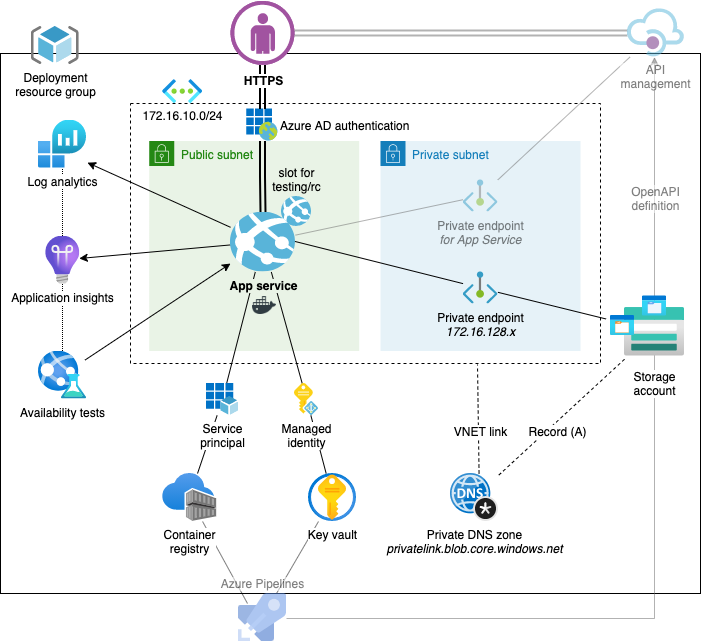 Deployment
resource group
HTTPS
API
management
172.16.10.0/24
Azure AD authentication
Public subnet
Private subnet
slot for
testing/rc
Log analytics
OpenAPI
definition
Private endpoint
for App Service
App service
Application insights
Private endpoint
172.16.128.x
Storage
account
Availability tests
Service
principal
Managed
identity
VNET link
Record (A)
DNS
Container
registry
Key vault
Private DNS zone
privatelink.blob.core.windows.net
Azure Pipelines